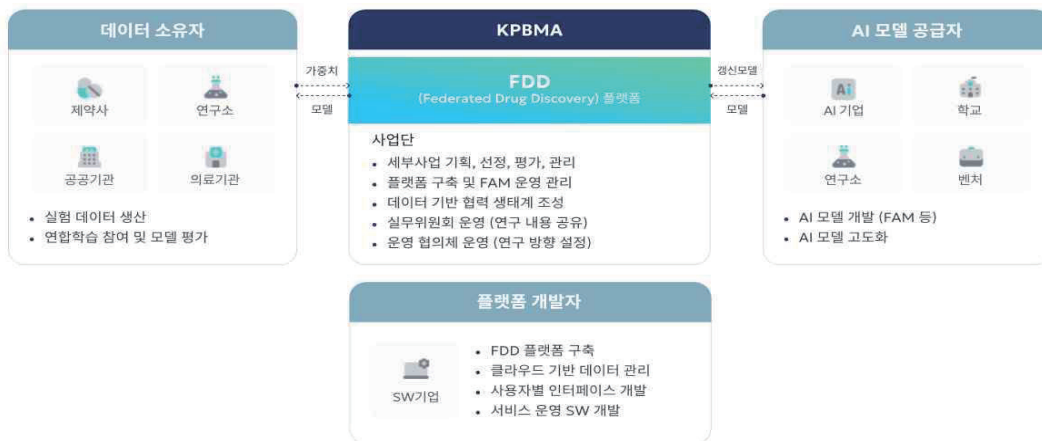 데이터 소유자
제약사
연구소
공공기관
의료기관
• 실험 데이터 생산
• 연합학습 참여 및 모델 평가
가중치
모델
KPBMA
FDD
(Federated Drug Discovery) 플랫폼
사업단
• 세부사업 기획, 선정, 평가, 관리
• 플랫폼 구축 및 FAM 운영 관리
• 데이터 기반 협력 생태계 조성
• 실무위원회 운영 (연구 내용 공유)
• 운영 협의체 운영 (연구 방향 설정)
갱신모델
모델
AI 모델 공급자
Ai
AI 기업
학교
연구소
벤처
• AI 모델 개발 (FAM 등)
• AI 모델 고도화
플랫폼 개발자
SW기업
• FDD 플랫폼 구축
• 클라우드 기반 데이터 관리
• 사용자별 인터페이스 개발
• 서비스 운영 SW 개발